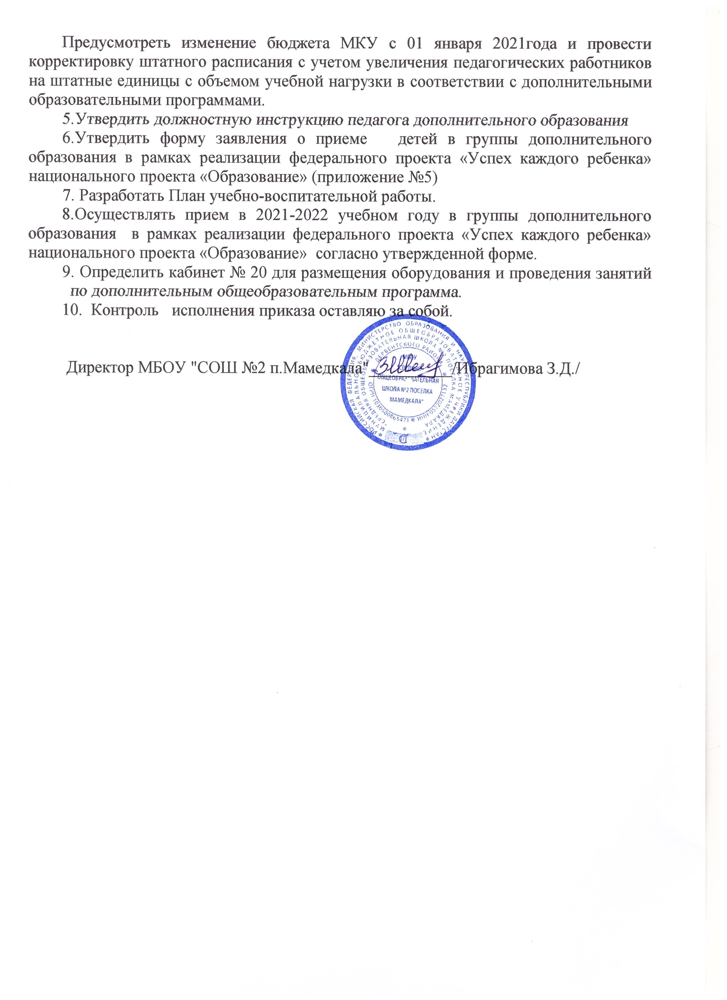 Предусмотреть изменение бюджета МКУ с 01 января 2021года и провести
корректировку штатного расписания с учетом увеличения педагогических работников
на штатные единицы с объемом учебной нагрузки в соответствии с дополнительными
образовательными программами.
5.Утвердить должностную инструкцию педагога дополнительного образования
6.Утвердить форму заявления о приеме детей в группы дополнительного
образования в рамках реализации федерального проекта «Успех каждого ребенка»
национального проекта «Образование» (приложение №5)
7. Разработать План учебно-воспитательной работы.
8.Осуществлять прием в 2021-2022 учебном году в группы дополнительного
образования в рамках реализации федерального проекта «Успех каждого ребенка»
национального проекта «Образование» согласно утвержденной форме.
9. Определить кабинет № 20 для размещения оборудования и проведения занятий
по дополнительным общеобразовательным программа.
10. Контроль исполнения приказа оставляю за собой.
Директор МБОУ "СОШ №2 п.Мамедкала" /Ибрагимова З.Д./
РОССИЙСКАЯ ФЕДЕРАЦИЯ, МИНИСТЕРСТВО ОБРАЗОВАНИЯ И НАУКИ РЕСПУБЛИКИ ДАГЕСТАН
МУНИЦИПАЛЬНОЕ БЮДЖЕТНОЕ ОБЩЕОБРАЗОВАТЕЛЬНОЕ УЧРЕЖДЕНИЕ
"СРЕДНЯЯ ОБЩЕОБРАЗОВАТЕЛЬНАЯ ШКОЛА №2 ПОСЕЛКА МАМЕДКАЛА
ДЕРБЕНТСКОГО РАЙОНА
ОГРН 1030500865471 * ИНН 0512027132
МБОУ
"СРЕДНЯЯ
ОБЩЕОБРАЗОВАТЕЛЬНАЯ
ШКОЛА №2 ПОСЕЛКА
МАМЕДКАЛА"